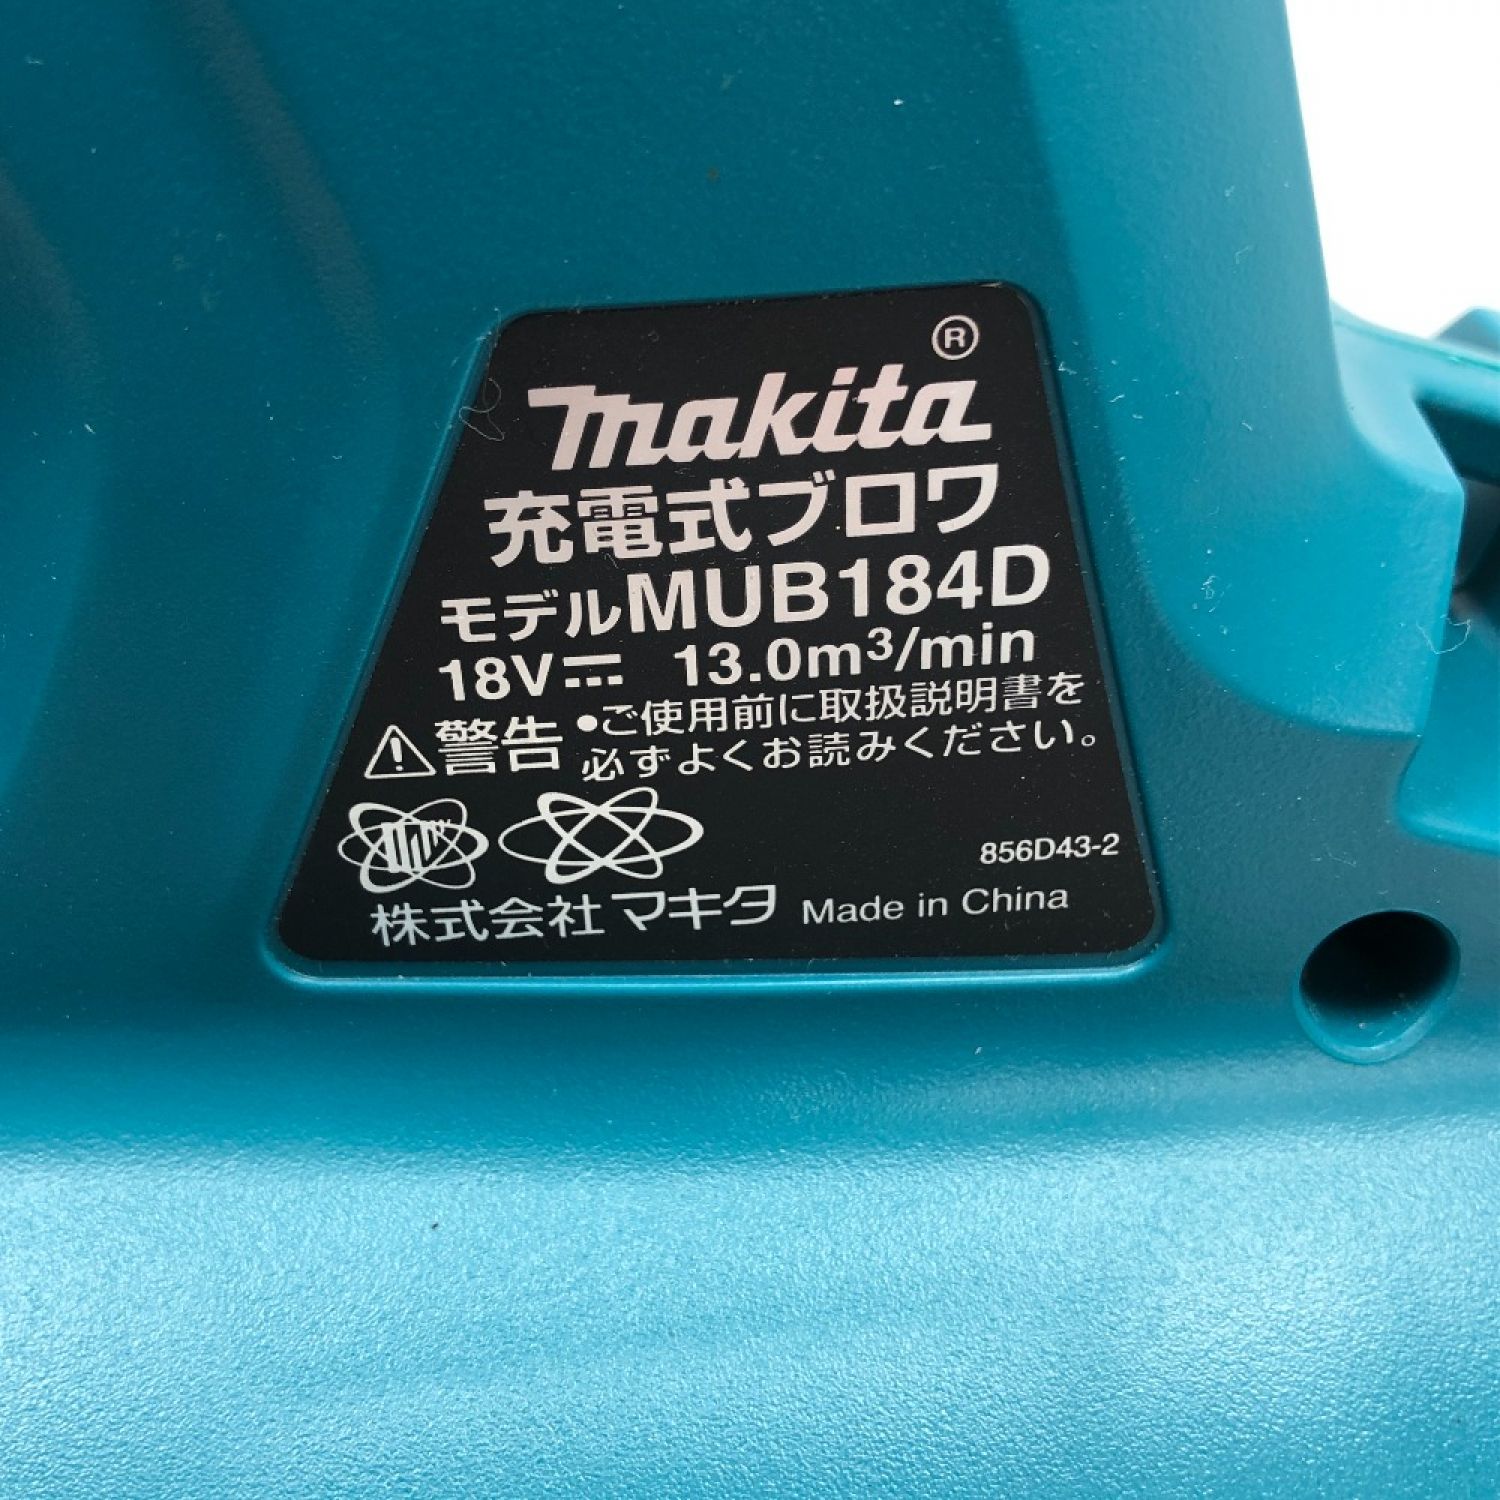 makita®
充電式ブロワ
モデルMUB184D
18V⎓ 13.0m³/min
⚠警告 ●ご使用前に取扱説明書を
必ずよくお読みください。
856D43-2
株式会社マキタ Made in China